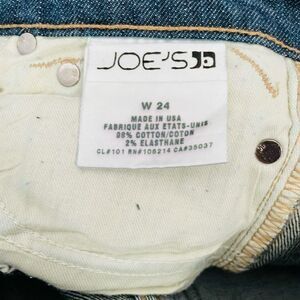 JOE'S
W 24
MADE IN USA
FABRIQUE AUX ETATS-UNIS
98% COTTON/COTON
2% ELASTHANE
CL#101 RN#106214 CA#35037